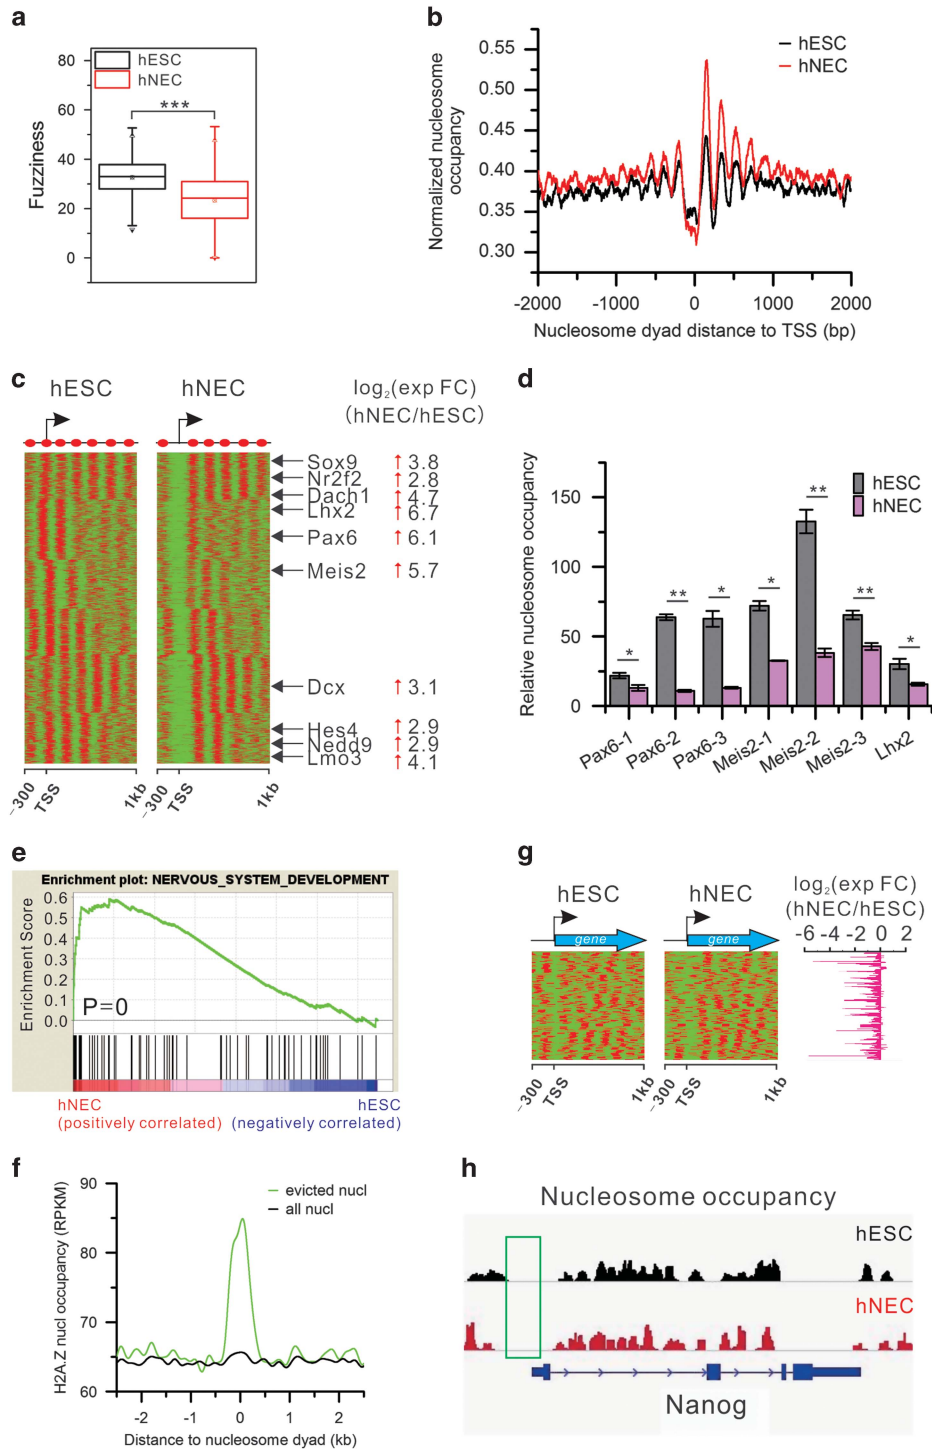 a
80
60
40
20
0
Fuzziness
hESC
hNEC
***
b
0.55
0.50
0.45
0.40
0.35
0.30
Normalized nucleosome
occupancy
hESC
hNEC
-2000 -1000 0 1000 2000
Nucleosome dyad distance to TSS (bp)
c
hESC hNEC log₂(exp FC)
(hNEC/hESC)
Sox9 ↑3.8
Nr2f2 ↑2.8
Dach1 ↑4.7
Lhx2 ↑6.7
Pax6 ↑6.1
Meis2 ↑5.7
Dcx ↑3.1
Hes4 ↑2.9
Nedd9 ↑2.9
Lmo3 ↑4.1
-300 TSS 1kb -300 TSS 1kb
d
Relative nucleosome occupancy
150
100
50
0
hESC
hNEC
* ** * * ** ** *
Pax6-1 Pax6-2 Pax6-3 Meis2-1 Meis2-2 Meis2-3 Lhx2
e
Enrichment plot: NERVOUS_SYSTEM_DEVELOPMENT
Enrichment Score
0.6
0.5
0.4
0.3
0.2
0.1
0.0
P=0
hNEC hESC
(positively correlated) (negatively correlated)
f
H2A.Z nucl occupancy (RPKM)
90
80
70
60
evicted nucl
all nucl
-2 -1 0 1 2
Distance to nucleosome dyad (kb)
g
hESC hNEC log₂(exp FC)
(hNEC/hESC)
-6 -4 -2 0 2
gene gene
-300 TSS 1kb -300 TSS 1kb
h
Nucleosome occupancy
hESC
hNEC
Nanog